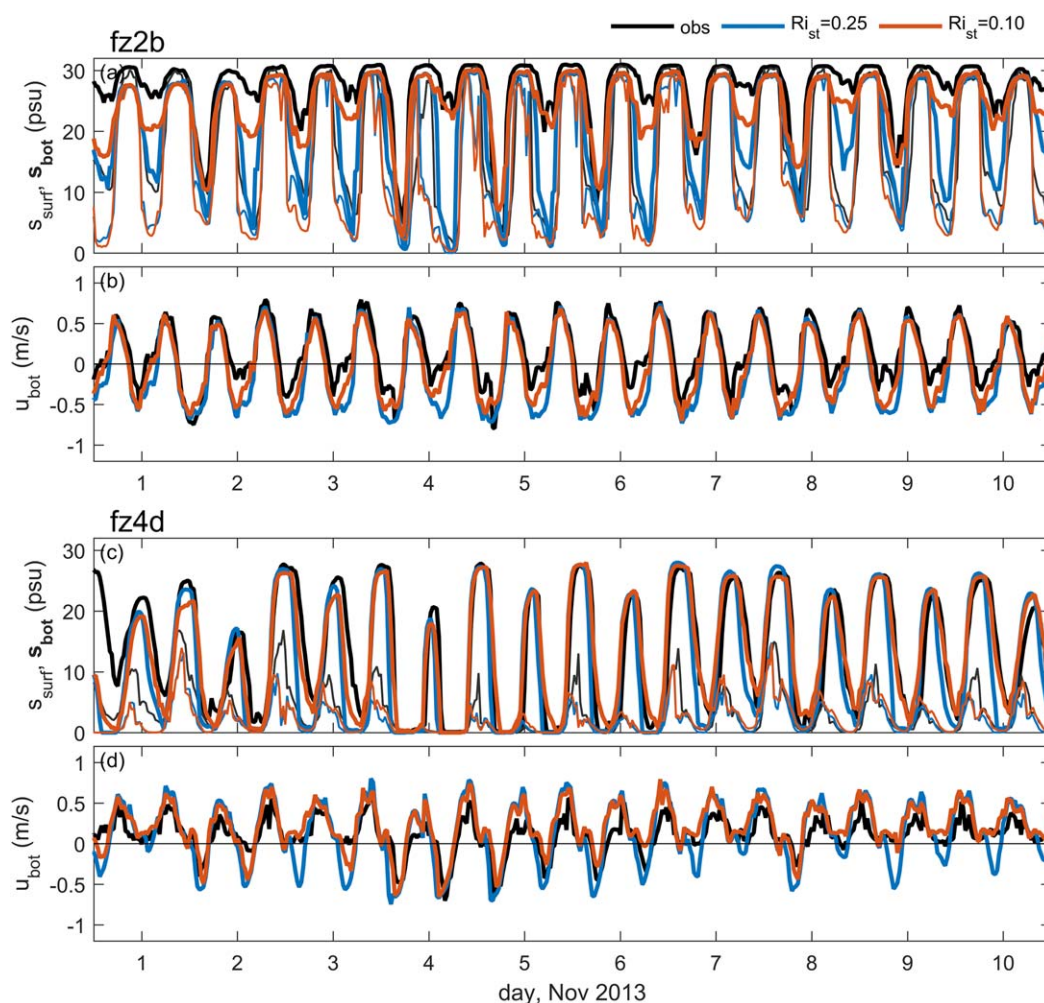 obs Ri_st=0.25 Ri_st=0.10
fz2b
(a)
30
20
10
0
s_surf, s_bot (psu)
(b)
1
0.5
0
-0.5
-1
u_bot (m/s)
1 2 3 4 5 6 7 8 9 10
fz4d
(c)
30
20
10
0
s_surf, s_bot (psu)
(d)
1
0.5
0
-0.5
-1
u_bot (m/s)
1 2 3 4 5 6 7 8 9 10
day, Nov 2013